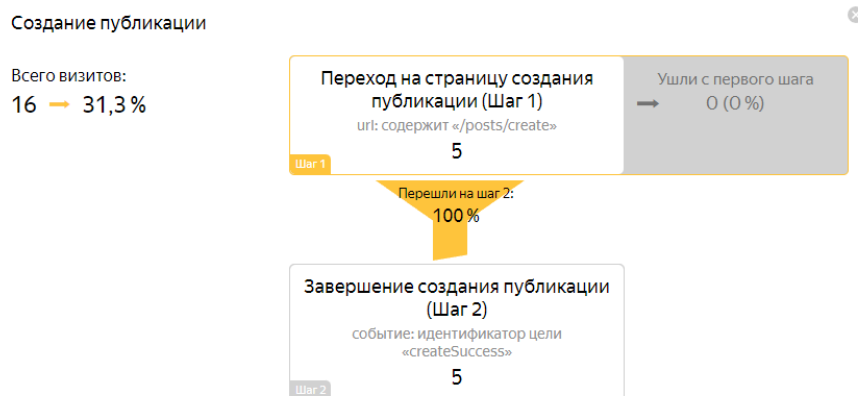 Создание публикации
Всего визитов:
16 → 31,3 %
Переход на страницу создания
публикации (Шаг 1)
url: содержит «/posts/create»
5
Шаг 1
Ушли с первого шага
→ 0 (0 %)
Перешли на шаг 2:
100 %
Завершение создания публикации
(Шаг 2)
событие: идентификатор цели
«createSuccess»
5
Шаг 2